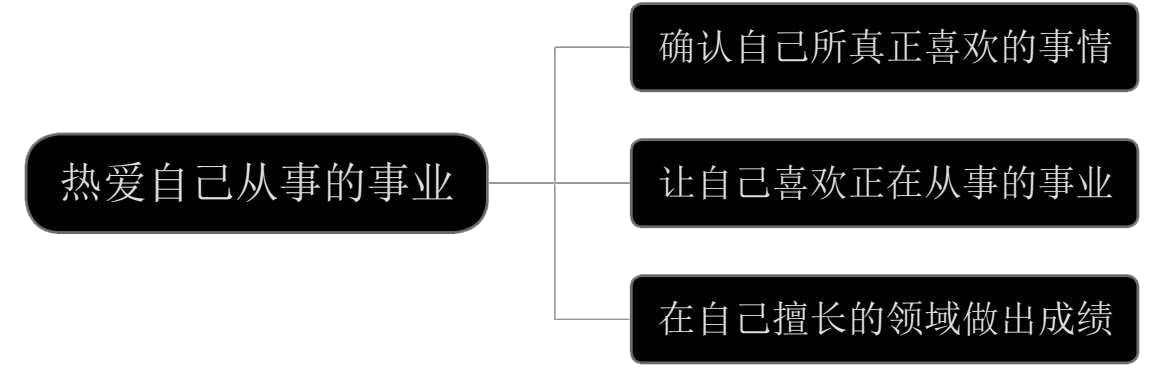 热爱自己从事的事业
确认自己所真正喜欢的事情
让自己喜欢正在从事的事业
在自己擅长的领域做出成绩